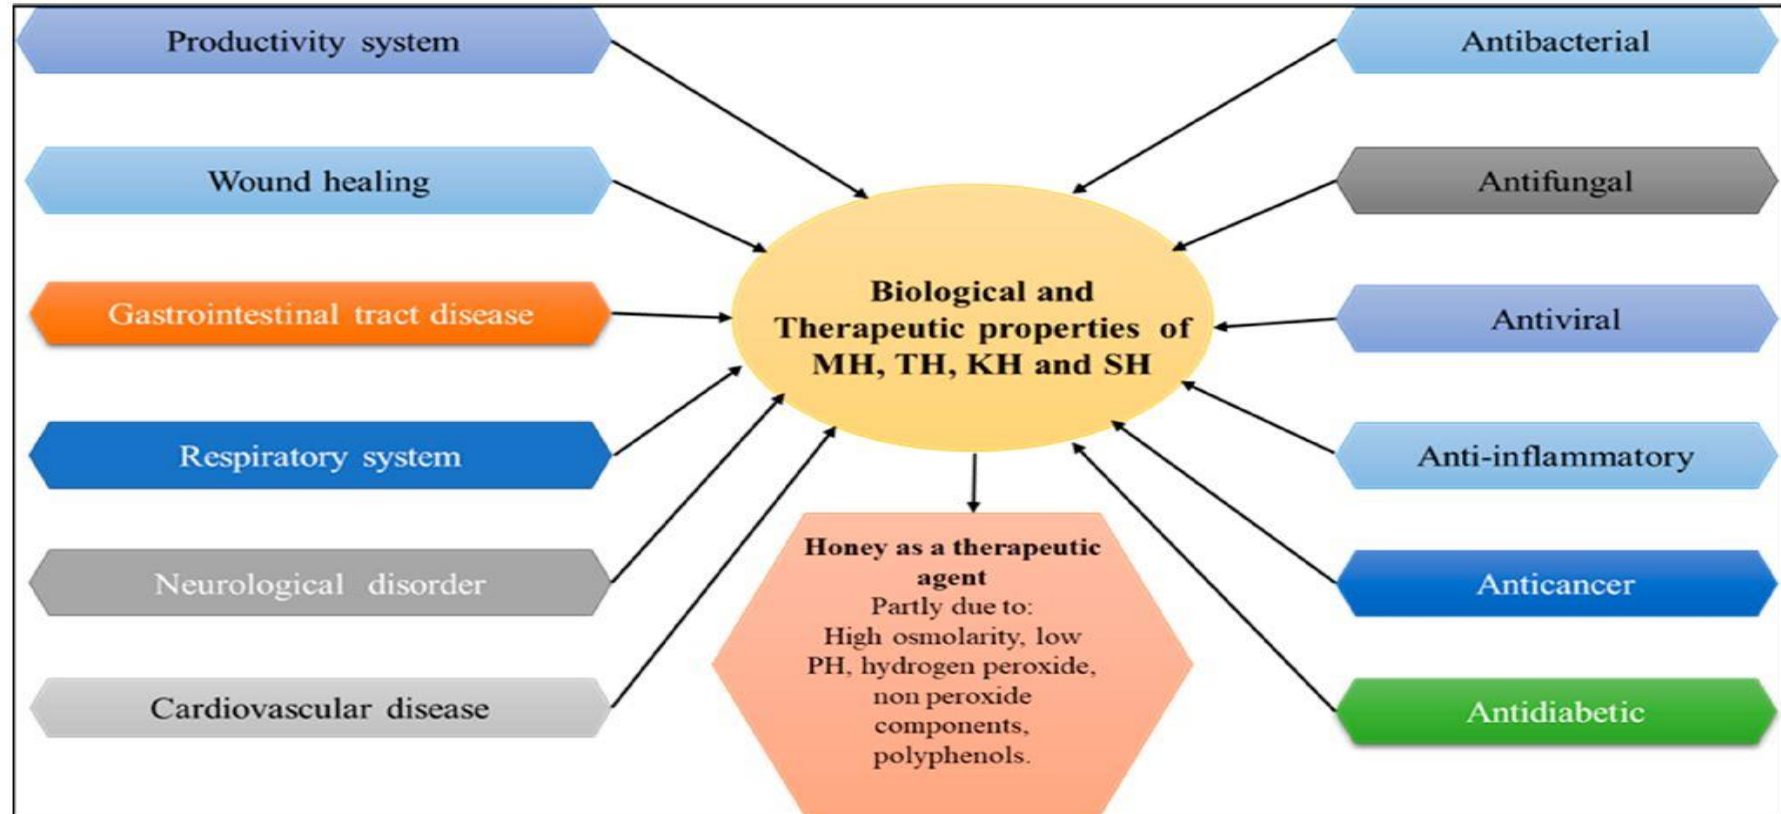 Productivity system
Wound healing
Gastrointestinal tract disease
Respiratory system
Neurological disorder
Cardiovascular disease
Biological and
Therapeutic properties of
MH, TH, KH and SH
Honey as a therapeutic
agent
Partly due to:
High osmolarity, low
PH, hydrogen peroxide,
non peroxide
components,
polyphenols.
Antibacterial
Antifungal
Antiviral
Anti-inflammatory
Anticancer
Antidiabetic